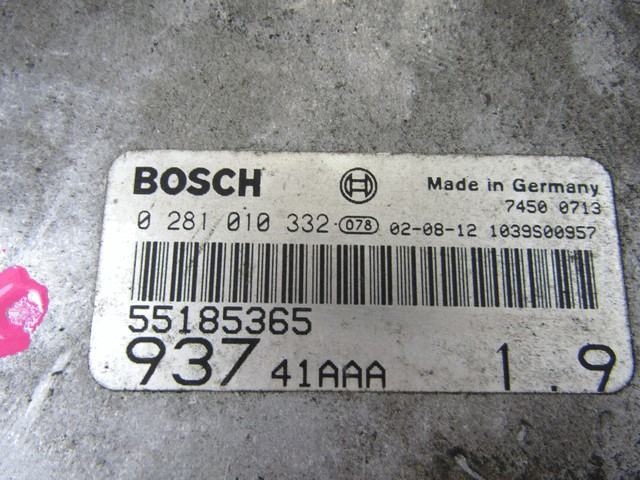 BOSCH Made in Germany
7450 0713
0 281 010 332 078 02-08-12 1039S00957
55185365
937 41AAA 1.9